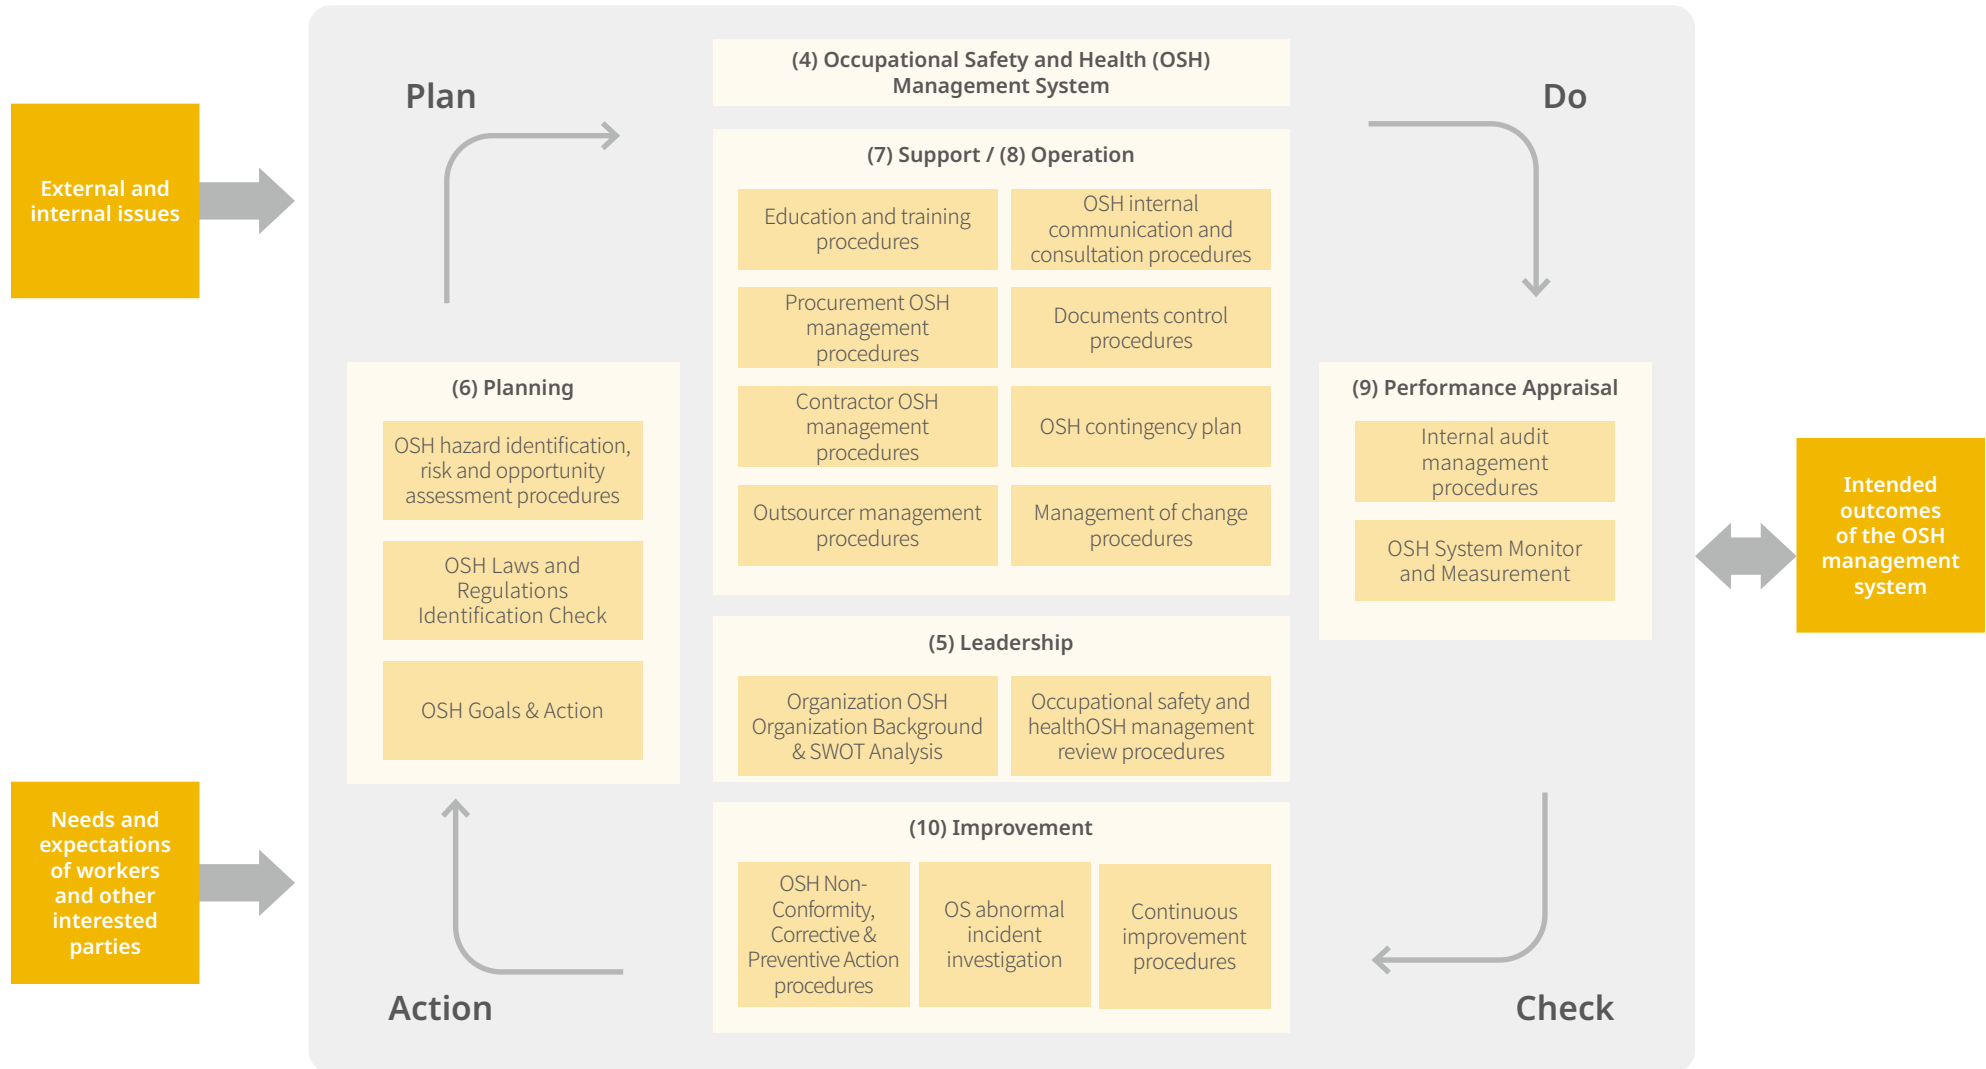 (4) Occupational Safety and Health (OSH)
Management System
Plan
Do
External and
internal issues
(7) Support / (8) Operation
Education and training
procedures
OSH internal
communication and
consultation procedures
Procurement OSH
management
procedures
Documents control
procedures
Contractor OSH
management
procedures
OSH contingency plan
Outsourcer management
procedures
Management of change
procedures
(6) Planning
OSH hazard identification,
risk and opportunity
assessment procedures
OSH Laws and
Regulations
Identification Check
OSH Goals & Action
(9) Performance Appraisal
Internal audit
management
procedures
OSH System Monitor
and Measurement
Intended
outcomes
of the OSH
management
system
(5) Leadership
Organization OSH
Organization Background
& SWOT Analysis
Occupational safety and
healthOSH management
review procedures
Needs and
expectations
of workers
and other
interested
parties
(10) Improvement
OSH Non-
Conformity,
Corrective &
Preventive Action
procedures
OS abnormal
incident
investigation
Continuous
improvement
procedures
Action
Check